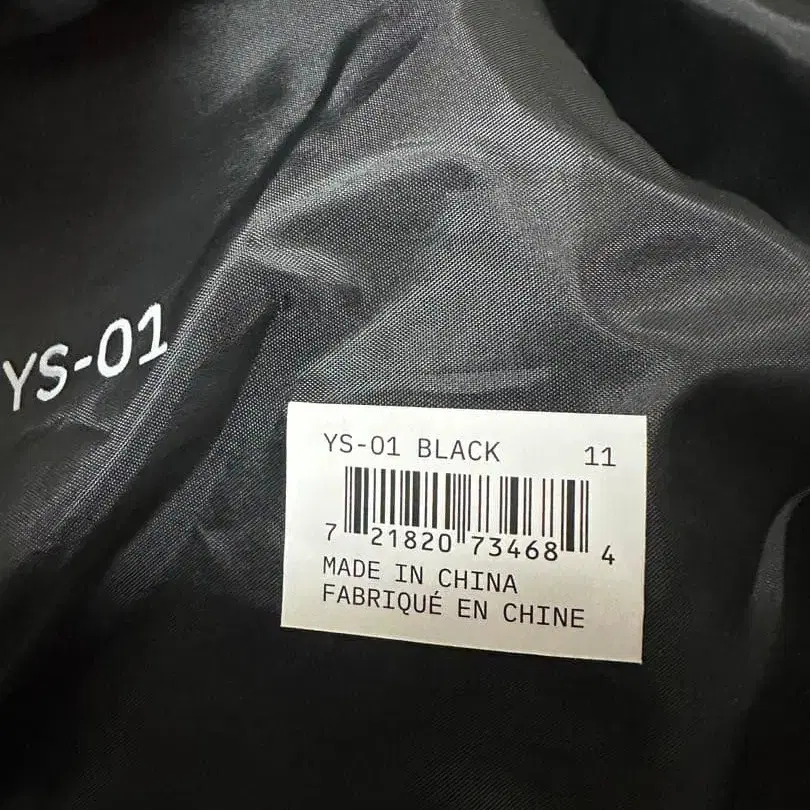 YS-01
YS-01 BLACK 11
7 21820 73468 4
MADE IN CHINA
FABRIQUÉ EN CHINE